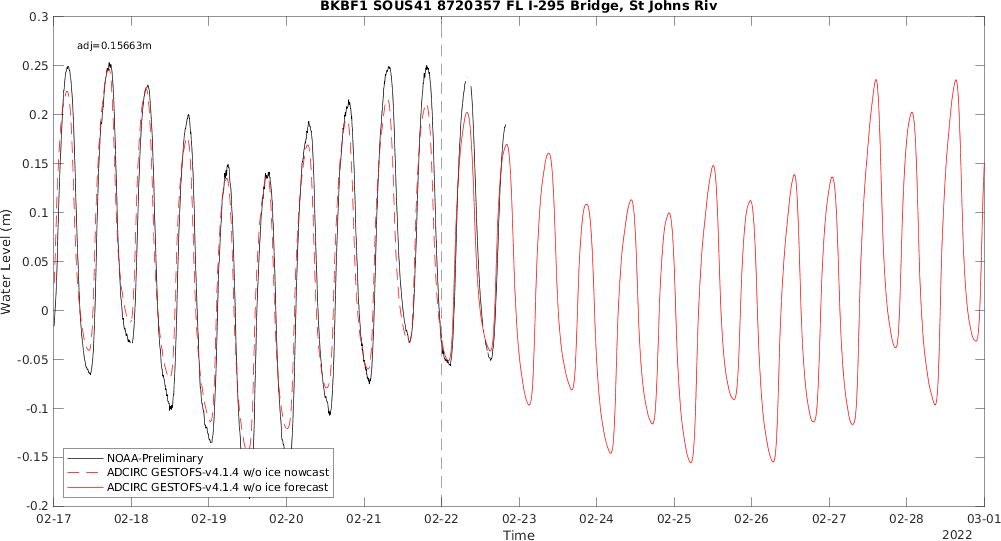 BKBF1 SOUS41 8720357 FL I-295 Bridge, St Johns Riv
adj=0.15663m
0.3
0.25
0.2
0.15
0.1
0.05
0
-0.05
-0.1
-0.15
-0.2
Water Level (m)
NOAA-Preliminary
ADCIRC GESTOFS-v4.1.4 w/o ice nowcast
ADCIRC GESTOFS-v4.1.4 w/o ice forecast
02-17 02-18 02-19 02-20 02-21 02-22 02-23 02-24 02-25 02-26 02-27 02-28 03-01
Time
2022